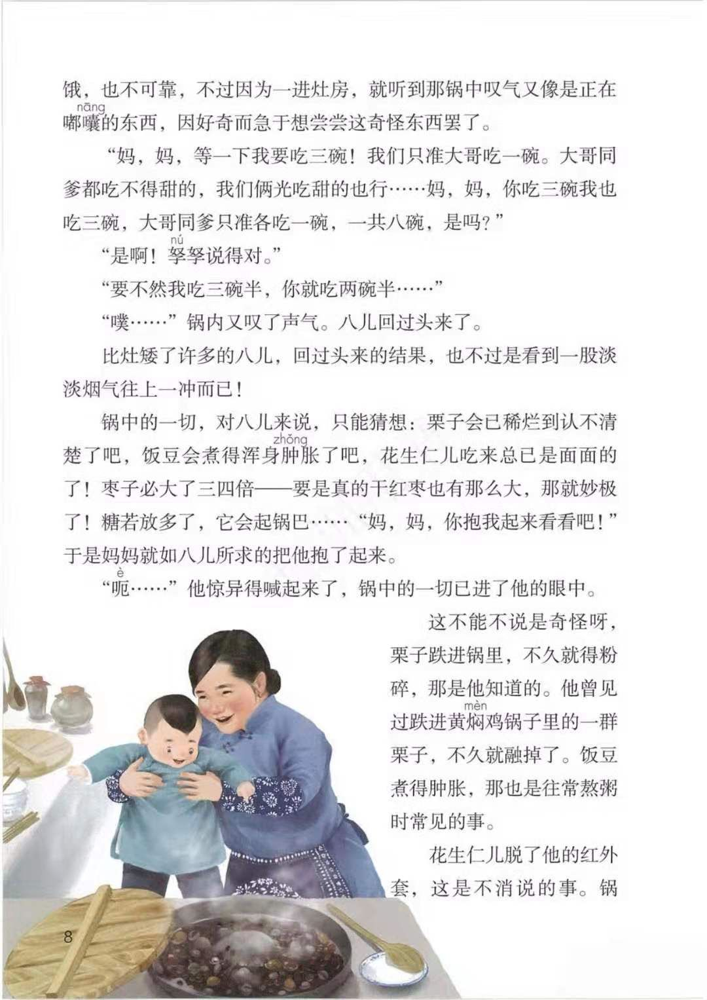 饿，也不可靠，不过因为一进灶房，就听到那锅中叹气又像是正在
nāng
嘟囔的东西，因好奇而急于想尝尝这奇怪东西罢了。
“妈，妈，等一下我要吃三碗！我们只准大哥吃一碗。大哥同
爹都吃不得甜的，我们俩光吃甜的也行……妈，妈，你吃三碗我也
吃三碗，大哥同爹只准各吃一碗，一共八碗，是吗？”
nú
“是啊！孥孥说得对。”
“要不然我吃三碗半，你就吃两碗半……”
“噗……”锅内又叹了声气。八儿回过头来了。
比灶矮了许多的八儿，回过头来的结果，也不过是看到一股淡
淡烟气往上一冲而已！
锅中的一切，对八儿来说，只能猜想：栗子会已稀烂到认不清
zhǒng
楚了吧，饭豆会煮得浑身肿胀了吧，花生仁儿吃来总已是面面的
了！枣子必大了三四倍——要是真的干红枣也有那么大，那就妙极
了！糖若放多了，它会起锅巴……“妈，妈，你抱我起来看看吧！”
于是妈妈就如八儿所求的把他抱了起来。
è
“呃……”他惊异得喊起来了，锅中的一切已进了他的眼中。
这不能不说是奇怪呀，
栗子跌进锅里，不久就得粉
碎，那是他知道的。他曾见
mèn
过跌进黄焖鸡锅子里的一群
栗子，不久就融掉了。饭豆
煮得肿胀，那也是往常熬粥
时常见的事。
花生仁儿脱了他的红外
套，这是不消说的事。锅
8